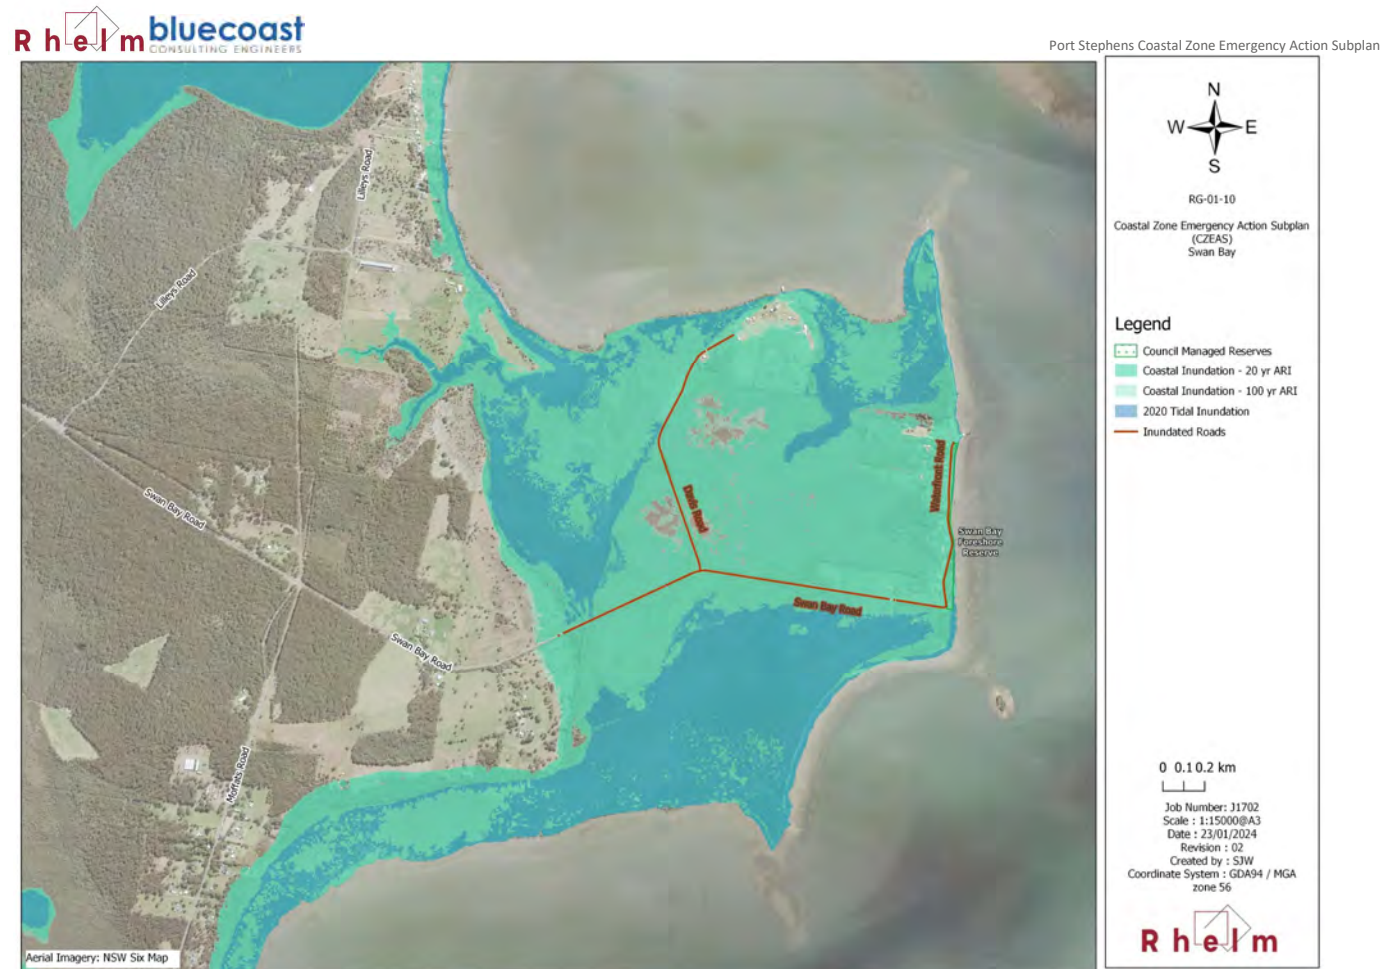 Rhelm
bluecoast
CONSULTING ENGINEERS
Port Stephens Coastal Zone Emergency Action Subplan
Lilleys Road
Lilleys Road
Swan Bay Road
Davis Road
Waterfront Road
Swan Bay
Foreshore
Reserve
Swan Bay Road
Swan Bay Road
Moffats Road
Aerial Imagery: NSW Six Map
N
W E
S
RG-01-10
Coastal Zone Emergency Action Subplan
(CZEAS)
Swan Bay
Legend
Council Managed Reserves
Coastal Inundation - 20 yr ARI
Coastal Inundation - 100 yr ARI
2020 Tidal Inundation
Inundated Roads
0 0.1 0.2 km
Job Number: J1702
Scale : 1:15000@A3
Date : 23/01/2024
Revision : 02
Created by : SJW
Coordinate System : GDA94 / MGA
zone 56
Rhelm